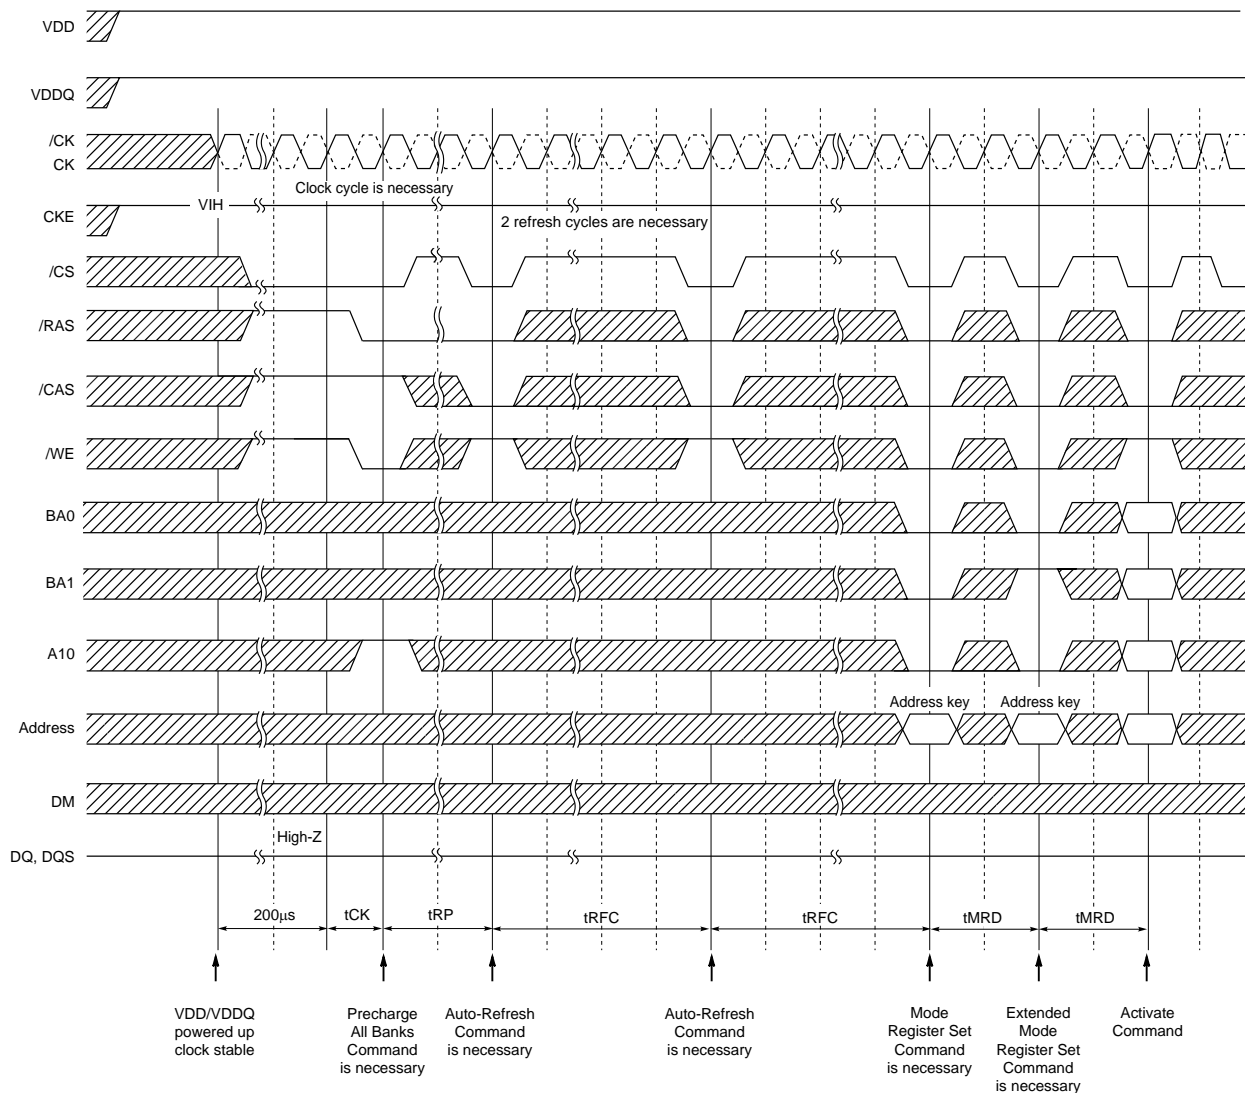 VDD
VDDQ
/CK
CK
Clock cycle is necessary
VIH
CKE
2 refresh cycles are necessary
/CS
/RAS
/CAS
/WE
BA0
BA1
A10
Address key
Address key
Address
DM
High-Z
DQ, DQS
200µs
tCK
tRP
tRFC
tRFC
tMRD
tMRD
VDD/VDDQ
powered up
clock stable
Precharge
All Banks
Command
is necessary
Auto-Refresh
Command
is necessary
Auto-Refresh
Command
is necessary
Mode
Register Set
Command
is necessary
Extended
Mode
Register Set
Command
is necessary
Activate
Command